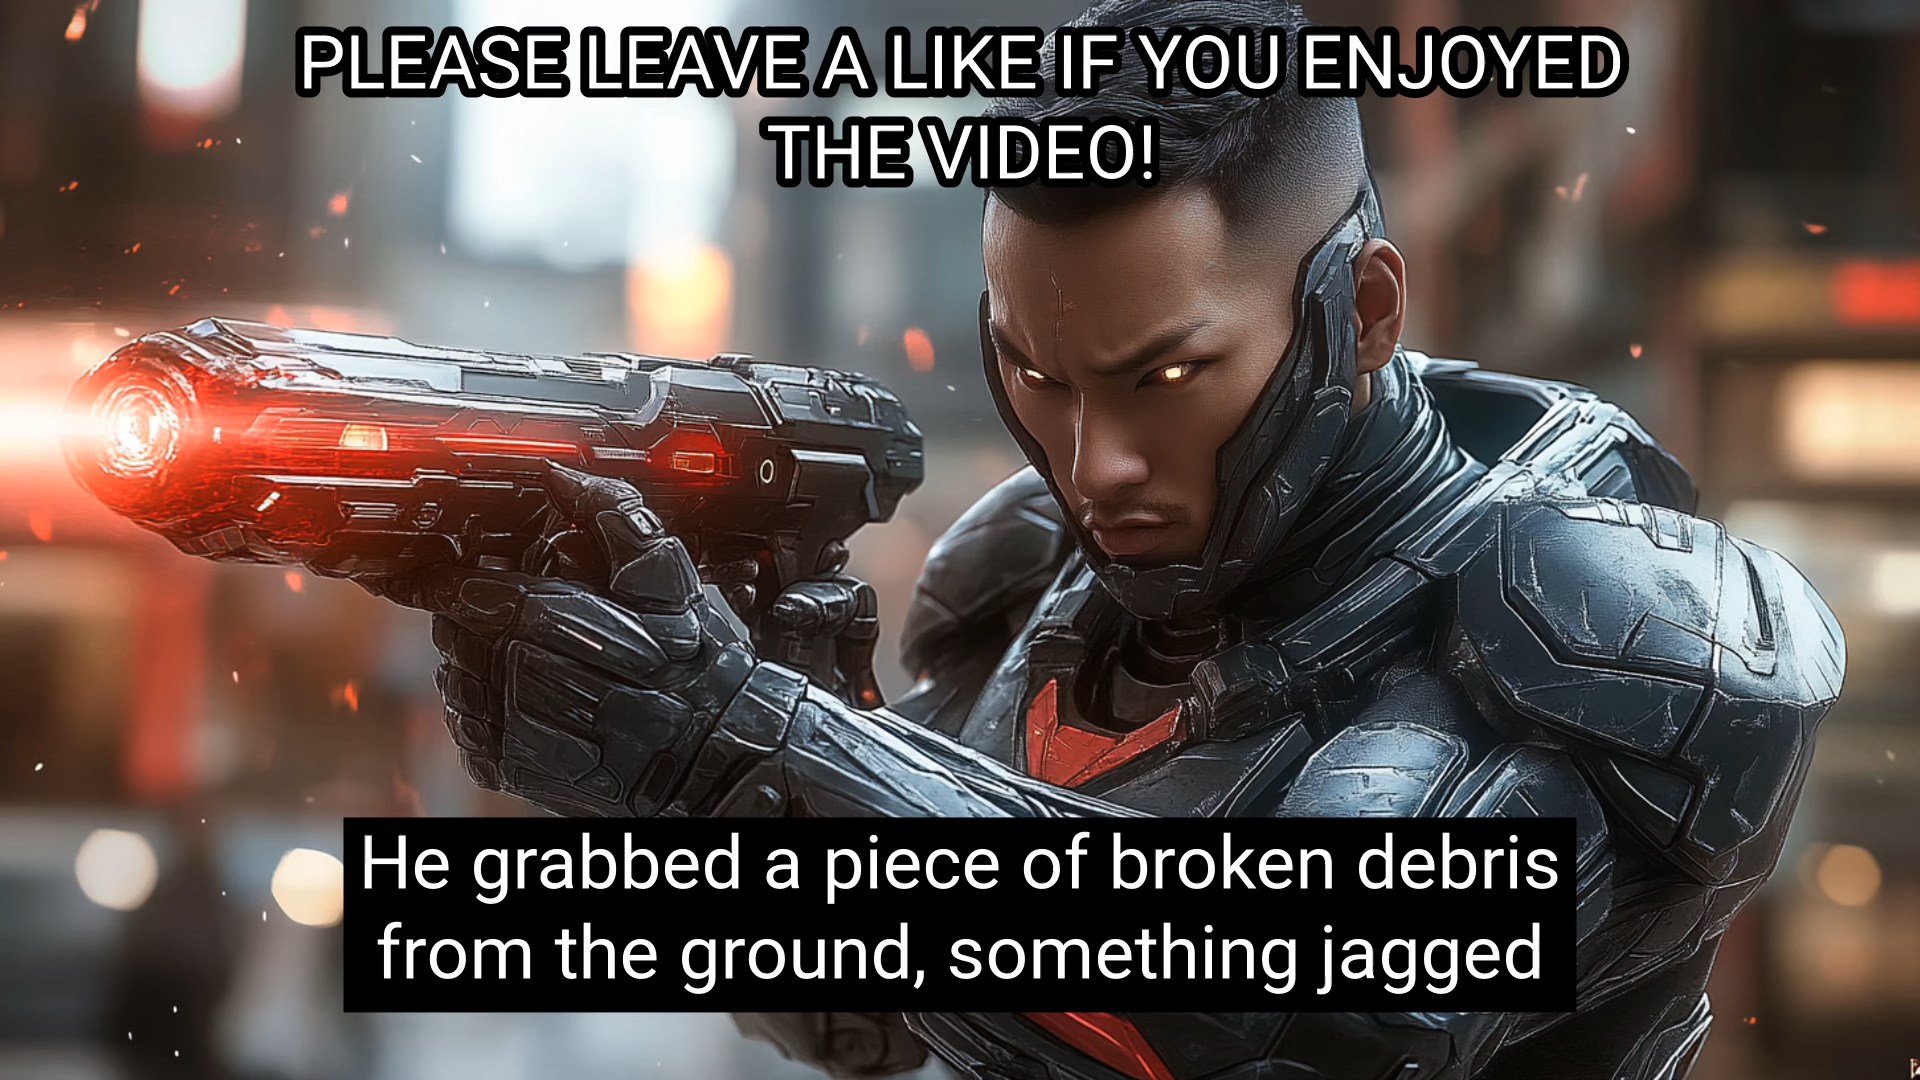 PLEASE LEAVE A LIKE IF YOU ENJOYED
THE VIDEO!
He grabbed a piece of broken debris
from the ground, something jagged